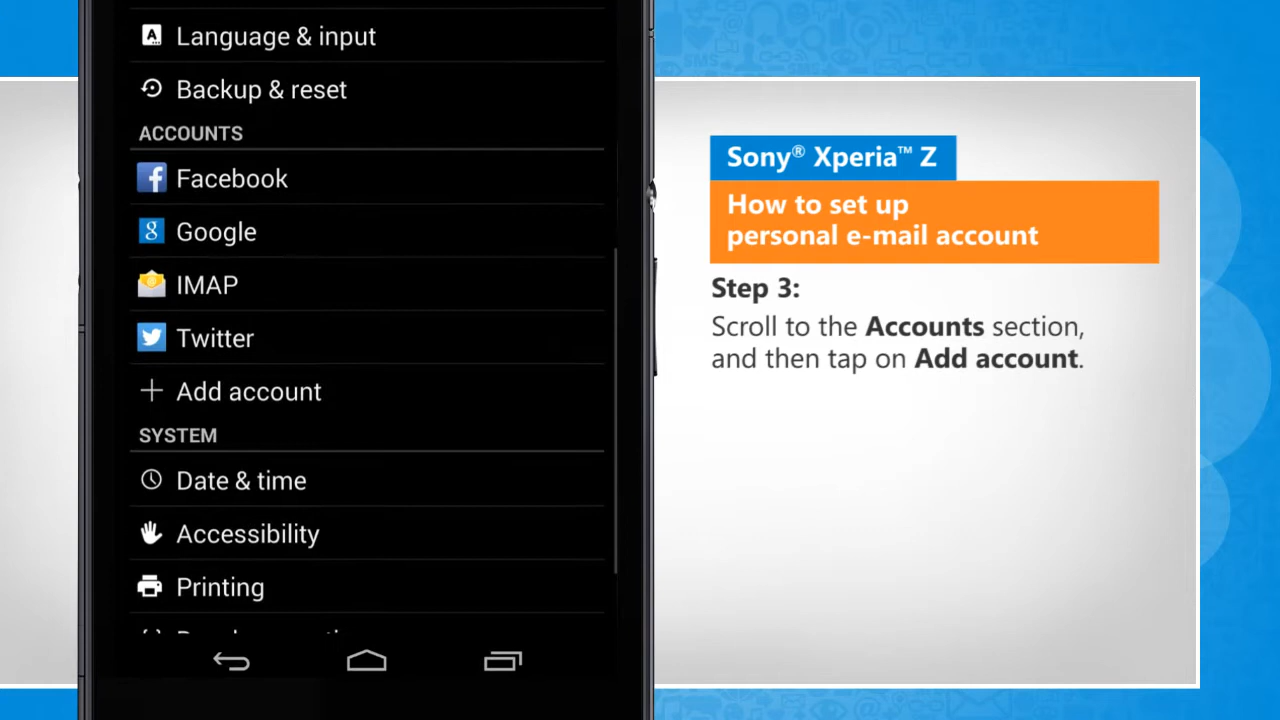 Language & input
Backup & reset
ACCOUNTS
Facebook
Google
IMAP
Twitter
+ Add account
SYSTEM
Date & time
Accessibility
Printing
Sony® Xperia™ Z
How to set up
personal e-mail account
Step 3:
Scroll to the Accounts section,
and then tap on Add account.
SMS